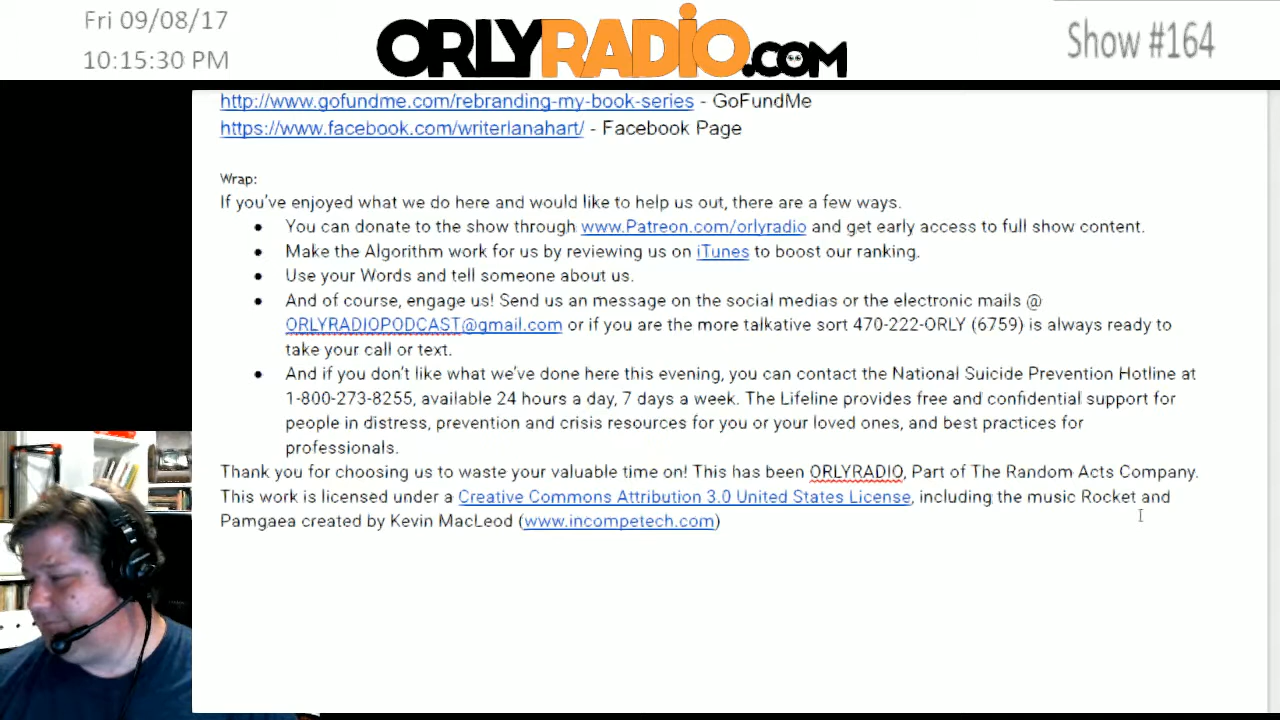 Fri 09/08/17
10:15:30 PM
ORLYRADIO.COM
Show #164
http://www.gofundme.com/rebranding-my-book-series - GoFundMe
https://www.facebook.com/writerlanahart/ - Facebook Page
Wrap:
If you've enjoyed what we do here and would like to help us out, there are a few ways.
● You can donate to the show through www.Patreon.com/orlyradio and get early access to full show content.
● Make the Algorithm work for us by reviewing us on iTunes to boost our ranking.
● Use your Words and tell someone about us.
● And of course, engage us! Send us an message on the social medias or the electronic mails @
ORLYRADIOPODCAST@gmail.com or if you are the more talkative sort 470-222-ORLY (6759) is always ready to
take your call or text.
● And if you don't like what we've done here this evening, you can contact the National Suicide Prevention Hotline at
1-800-273-8255, available 24 hours a day, 7 days a week. The Lifeline provides free and confidential support for
people in distress, prevention and crisis resources for you or your loved ones, and best practices for
professionals.
Thank you for choosing us to waste your valuable time on! This has been ORLYRADIO, Part of The Random Acts Company.
This work is licensed under a Creative Commons Attribution 3.0 United States License, including the music Rocket and
Pamgaea created by Kevin MacLeod (www.incompetech.com)